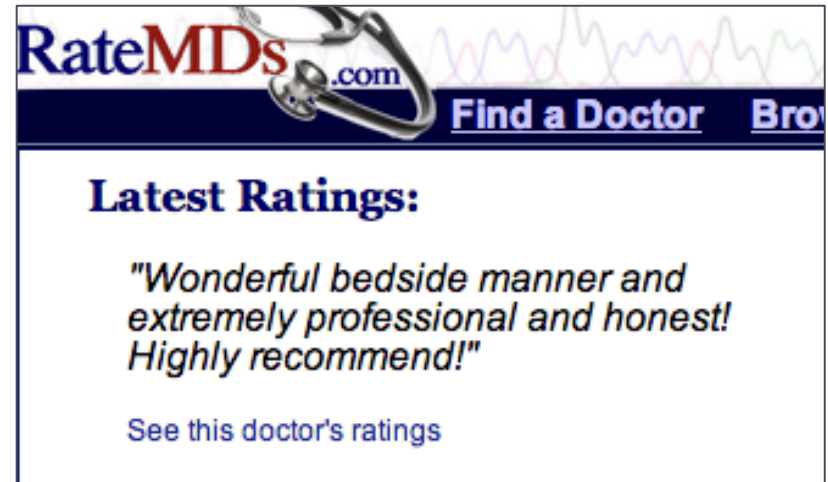 RateMDs.com
Find a Doctor Bro
Latest Ratings:
"Wonderful bedside manner and
extremely professional and honest!
Highly recommend!"
See this doctor's ratings